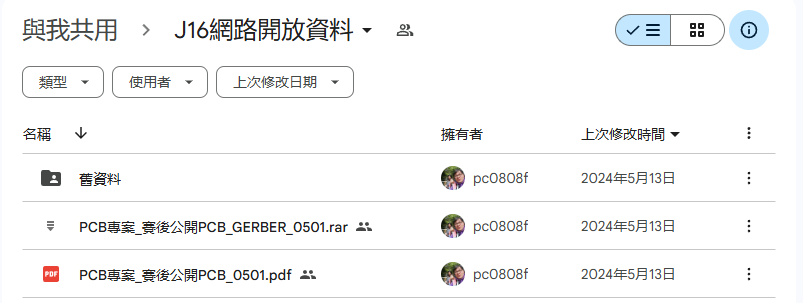 與我共用 > J16網路開放資料
類型 使用者 上次修改日期
名稱 擁有者 上次修改時間
舊資料 pc0808f 2024年5月13日
PCB專案_賽後公開PCB_GERBER_0501.rar pc0808f 2024年5月13日
PDF PCB專案_賽後公開PCB_0501.pdf pc0808f 2024年5月13日